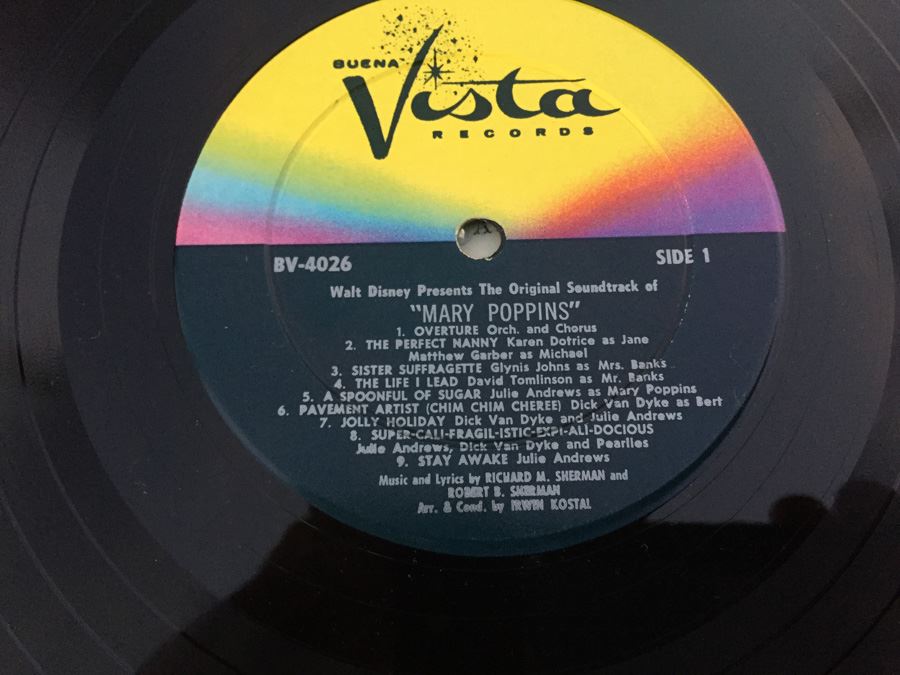 BUENA
Vista
RECORDS
A
BV-4026 SIDE 1
Walt Disney Presents The Original Soundtrack of
"MARY POPPINS"
1. OVERTURE Orch. and Chorus
2. THE PERFECT NANNY Karen Dotrice as Jane
Matthew Garber as Michael
3. SISTER SUFFRAGETTE Glynis Johns as Mrs. Banks
4. THE LIFE I LEAD David Tomlinson as Mr. Banks
5. A SPOONFUL OF SUGAR Julie Andrews as Mary Poppins
6. PAVEMENT ARTIST (CHIM CHIM CHEREE) Dick Van Dyke as Bert
7. JOLLY HOLIDAY Dick Van Dyke and Julie Andrews
8. SUPER-CALI-FRAGIL-ISTIC-EXPI-ALI-DOCIOUS
Julie Andrews, Dick Van Dyke and Pearlies
9. STAY AWAKE Julie Andrews
Music and Lyrics by RICHARD M. SHERMAN and
ROBERT B. SHERMAN
Arr. & Cond. by IRWIN KOSTAL